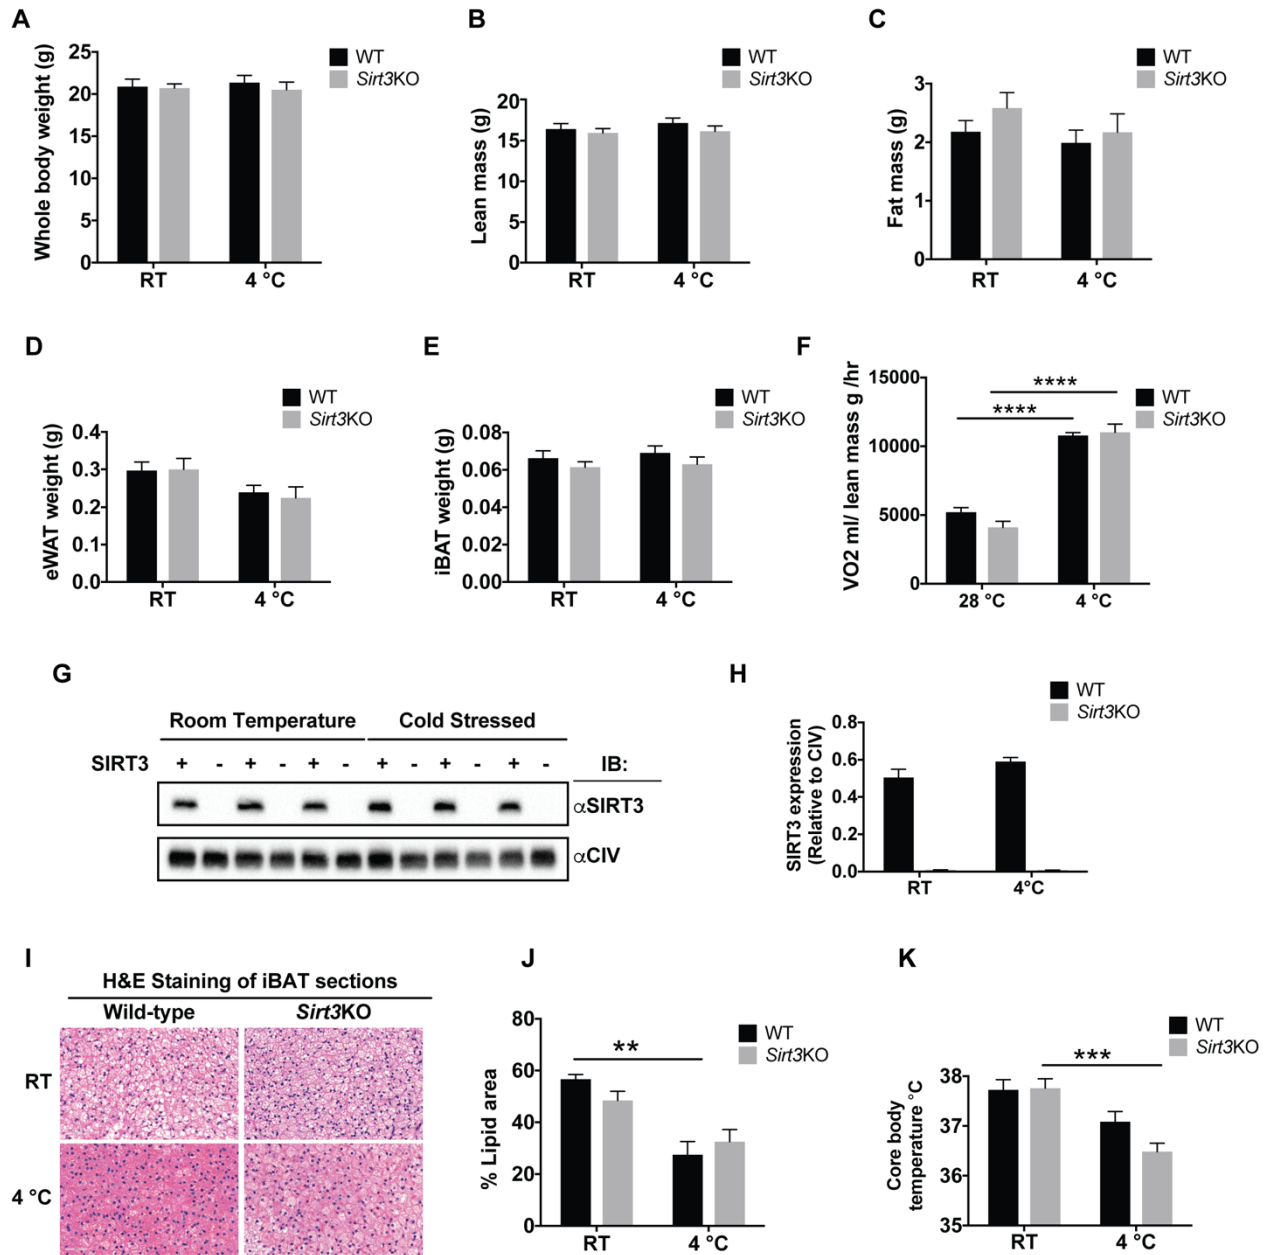 A
Whole body weight (g)
25
20
15
10
5
0
RT
4 °C
WT
Sirt3KO
B
Lean mass (g)
20
15
10
5
0
RT
4 °C
WT
Sirt3KO
C
Fat mass (g)
3
2
1
0
RT
4 °C
WT
Sirt3KO
D
eWAT weight (g)
0.4
0.3
0.2
0.1
0.0
RT
4 °C
WT
Sirt3KO
E
iBAT weight (g)
0.08
0.06
0.04
0.02
0.00
RT
4 °C
WT
Sirt3KO
F
VO2 ml/ lean mass g /hr
15000
10000
5000
0
****
****
28 °C
4 °C
WT
Sirt3KO
G
Room Temperature
Cold Stressed
SIRT3 + - + - + - + - + - + - IB:
αSIRT3
αCIV
H
SIRT3 expression
(Relative to CIV)
0.8
0.6
0.4
0.2
0.0
RT
4°C
WT
Sirt3KO
I
H&E Staining of iBAT sections
Wild-type
Sirt3KO
RT
4 °C
J
% Lipid area
80
60
40
20
0
**
RT
4 °C
WT
Sirt3KO
K
Core body
temperature °C
38
37
36
35
***
RT
4 °C
WT
Sirt3KO